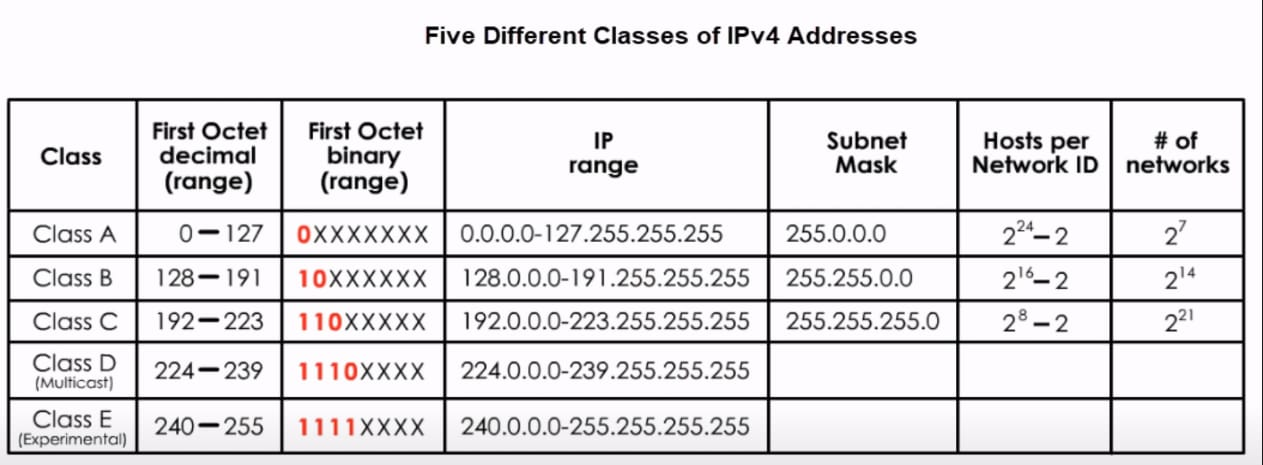 Five Different Classes of IPv4 Addresses
Class | First Octet decimal (range) | First Octet binary (range) | IP range | Subnet Mask | Hosts per Network ID | # of networks
Class A | 0–127 | 0XXXXXXX | 0.0.0.0-127.255.255.255 | 255.0.0.0 | 2²⁴–2 | 2⁷
Class B | 128–191 | 10XXXXXX | 128.0.0.0-191.255.255.255 | 255.255.0.0 | 2¹⁶–2 | 2¹⁴
Class C | 192–223 | 110XXXXX | 192.0.0.0-223.255.255.255 | 255.255.255.0 | 2⁸–2 | 2²¹
Class D (Multicast) | 224–239 | 1110XXXX | 224.0.0.0-239.255.255.255
Class E (Experimental) | 240–255 | 1111XXXX | 240.0.0.0-255.255.255.255